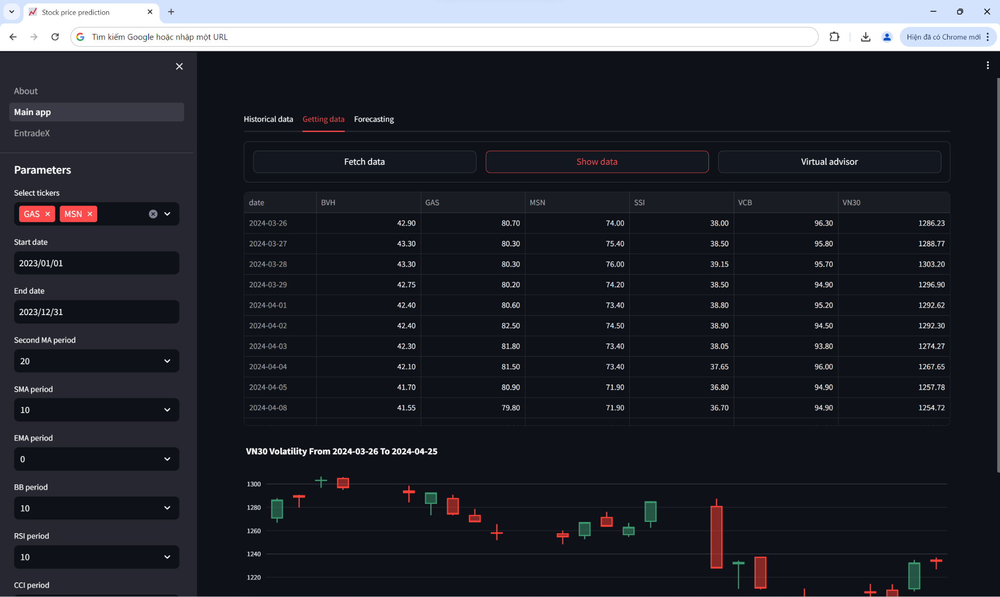 Stock price prediction
Tìm kiếm Google hoặc nhập một URL
Hiện đã có Chrome mới
About
Main app
EntradeX
Parameters
Select tickers
GAS MSN
Start date
2023/01/01
End date
2023/12/31
Second MA period
20
SMA period
10
EMA period
0
BB period
10
RSI period
10
CCI period
Historical data Getting data Forecasting
Fetch data Show data Virtual advisor
date BVH GAS MSN SSI VCB VN30
2024-03-26 42.90 80.70 74.00 38.00 96.30 1286.23
2024-03-27 43.30 80.30 75.40 38.50 95.80 1288.77
2024-03-28 43.30 80.30 76.00 39.15 95.70 1303.20
2024-03-29 42.75 80.20 74.20 38.50 94.90 1296.90
2024-04-01 42.40 80.60 73.40 38.80 95.20 1292.62
2024-04-02 42.40 82.50 74.50 38.90 94.50 1292.30
2024-04-03 42.30 81.80 73.40 38.05 93.80 1274.27
2024-04-04 42.10 81.50 73.40 37.65 96.00 1267.65
2024-04-05 41.70 80.90 71.90 36.80 94.90 1257.78
2024-04-08 41.55 79.80 71.90 36.70 94.90 1254.72
VN30 Volatility From 2024-03-26 To 2024-04-25
1300
1280
1260
1240
1220